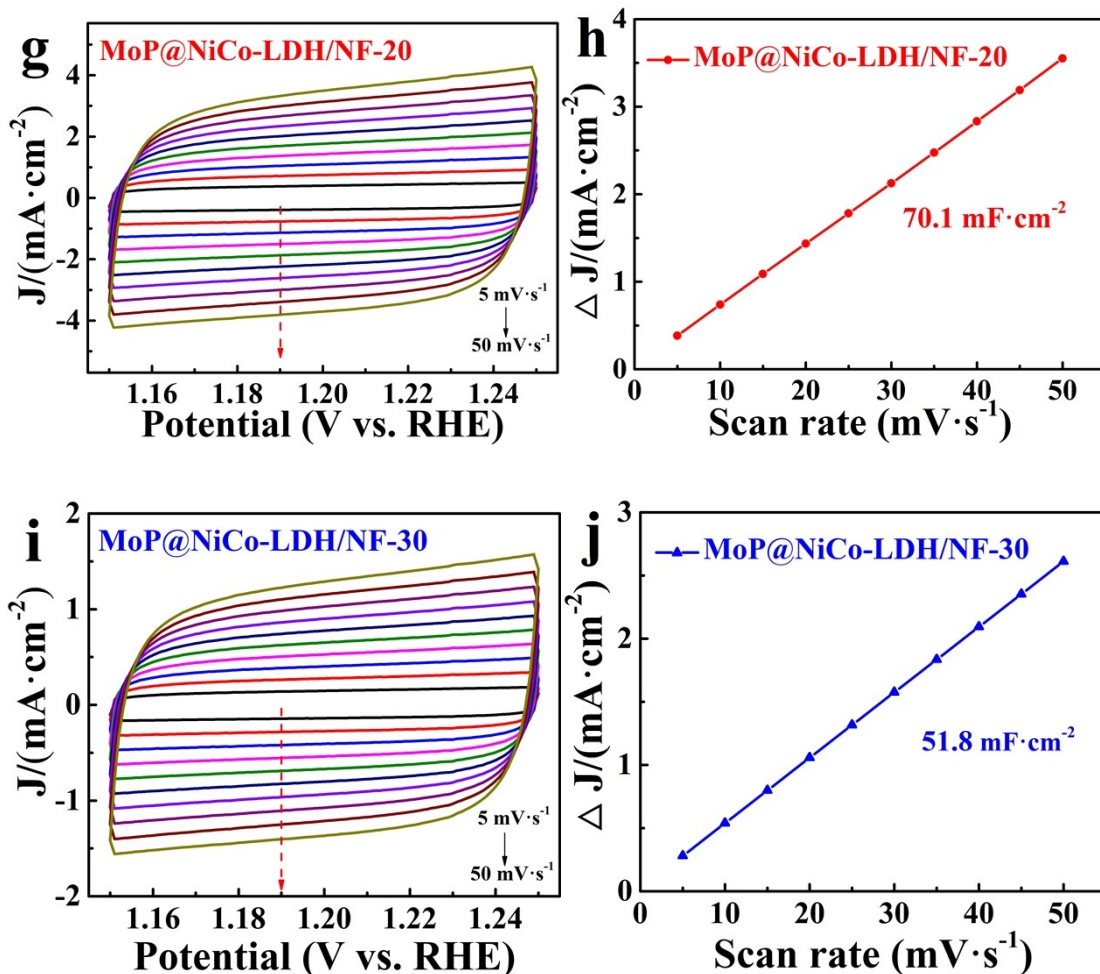 g
MoP@NiCo-LDH/NF-20
J/(mA·cm⁻²)
4
2
0
-2
-4
5 mV·s⁻¹
50 mV·s⁻¹
1.16 1.18 1.20 1.22 1.24
Potential (V vs. RHE)
h
MoP@NiCo-LDH/NF-20
△ J/(mA·cm⁻²)
4
3
2
1
0
70.1 mF·cm⁻²
0 10 20 30 40 50
Scan rate (mV·s⁻¹)
i
MoP@NiCo-LDH/NF-30
J/(mA·cm⁻²)
2
1
0
-1
-2
5 mV·s⁻¹
50 mV·s⁻¹
1.16 1.18 1.20 1.22 1.24
Potential (V vs. RHE)
j
MoP@NiCo-LDH/NF-30
△ J/(mA·cm⁻²)
3
2
1
0
51.8 mF·cm⁻²
0 10 20 30 40 50
Scan rate (mV·s⁻¹)